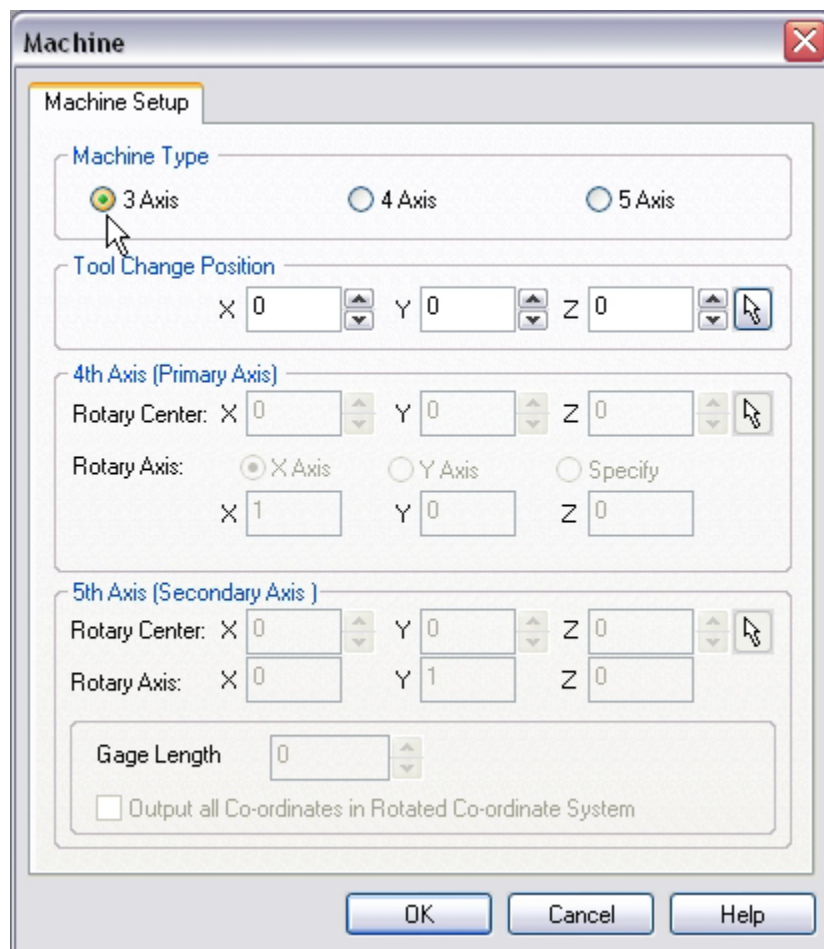 Machine
Machine Setup
Machine Type
3 Axis 4 Axis 5 Axis
Tool Change Position
X 0 Y 0 Z 0
4th Axis (Primary Axis)
Rotary Center: X 0 Y 0 Z 0
Rotary Axis: X Axis Y Axis Specify
X 1 Y 0 Z 0
5th Axis (Secondary Axis )
Rotary Center: X 0 Y 0 Z 0
Rotary Axis: X 0 Y 1 Z 0
Gage Length 0
Output all Co-ordinates in Rotated Co-ordinate System
OK Cancel Help